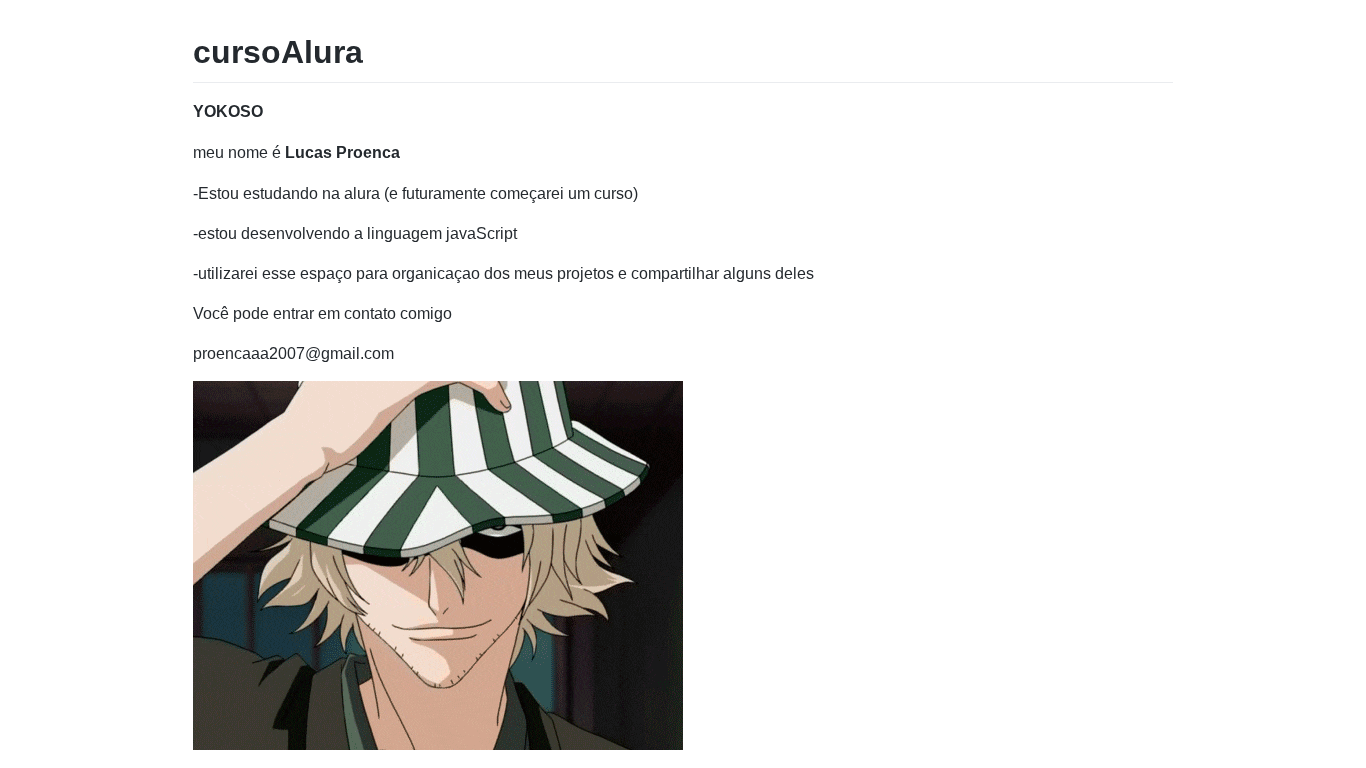 cursoAlura
YOKOSO
meu nome é Lucas Proenca
-Estou estudando na alura (e futuramente começarei um curso)
-estou desenvolvendo a linguagem javaScript
-utilizarei esse espaço para organicaçao dos meus projetos e compartilhar alguns deles
Você pode entrar em contato comigo
proencaaa2007@gmail.com